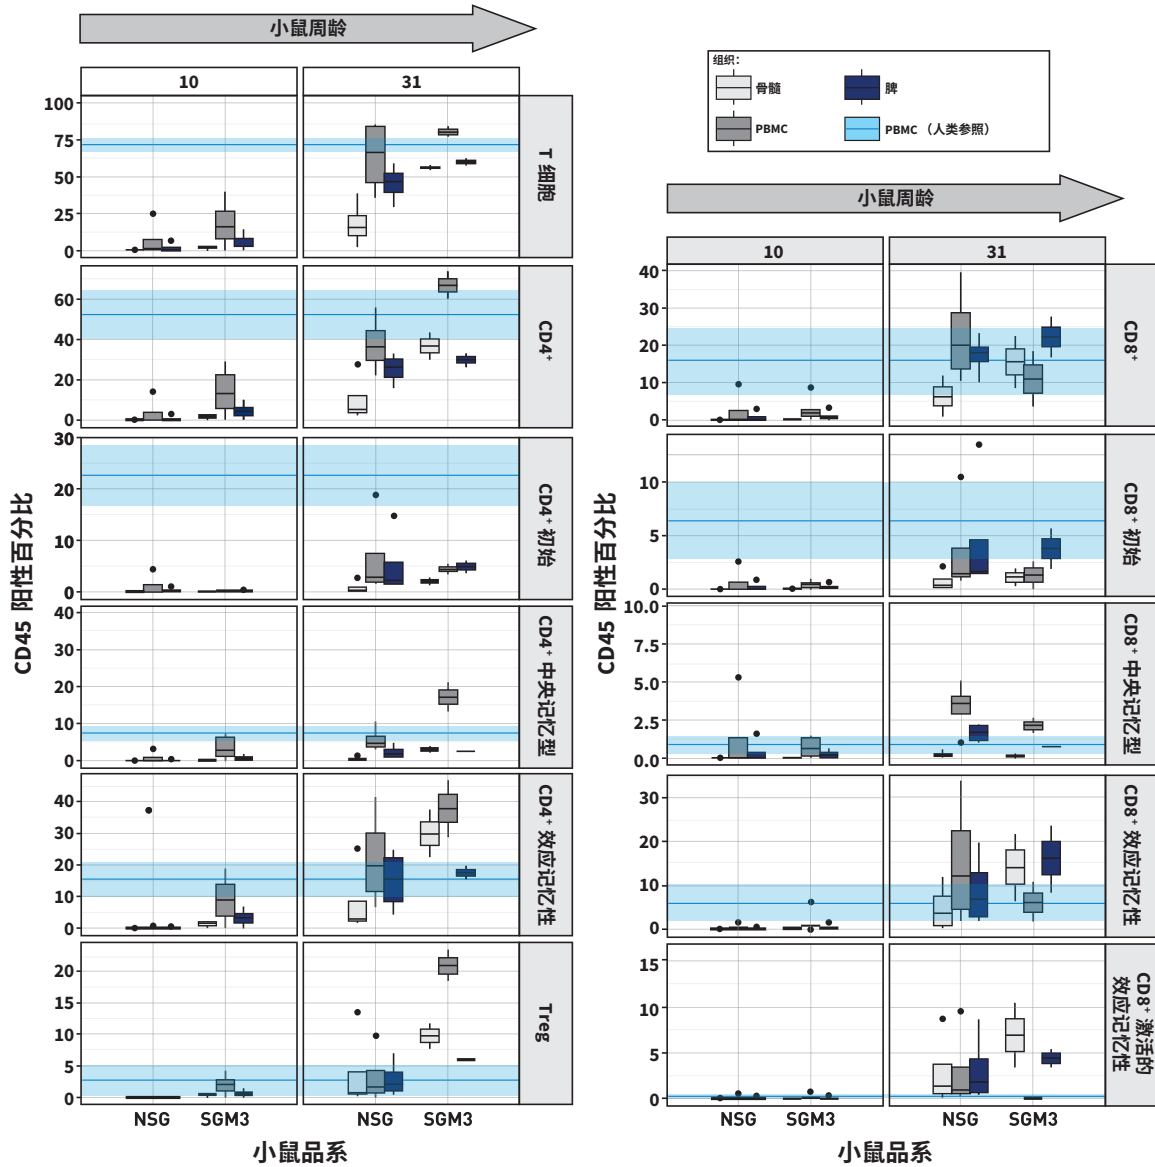 小鼠周龄
10
31
100
75
50
25
0
T 细胞
60
40
20
0
CD4⁺
30
20
10
0
CD4⁺ 初始
40
30
20
10
0
CD4⁺ 中央记忆型
40
30
20
10
0
CD4⁺ 效应记忆性
20
15
10
5
0
Treg
CD45 阳性百分比
NSG
SGM3
NSG
SGM3
小鼠品系
组织：
骨髓
脾
PBMC
PBMC（人类参照）
小鼠周龄
10
31
40
30
20
10
0
CD8⁺
10
5
0
CD8⁺ 初始
10.0
7.5
5.0
2.5
0.0
CD8⁺ 中央记忆型
30
20
10
0
CD8⁺ 效应记忆性
15
10
5
0
CD8⁺ 激活的
效应记忆性
CD45 阳性百分比
NSG
SGM3
NSG
SGM3
小鼠品系